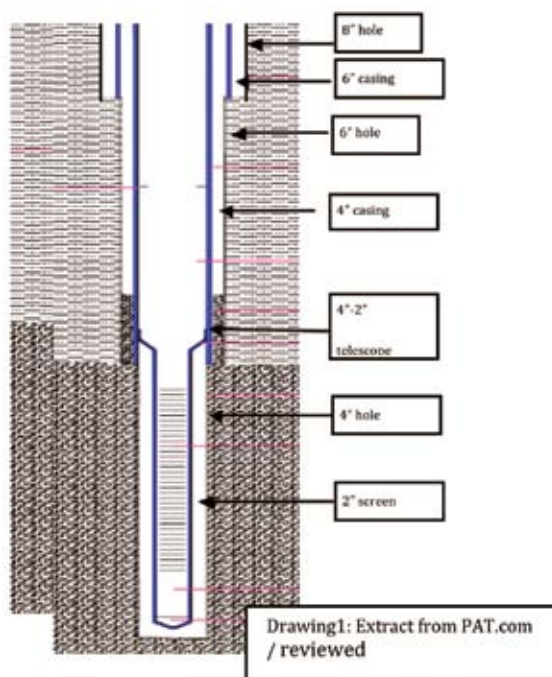 8" hole
6" casing
6" hole
4" casing
4"-2"
telescope
4" hole
2" screen
Drawing1: Extract from PAT.com
/ reviewed